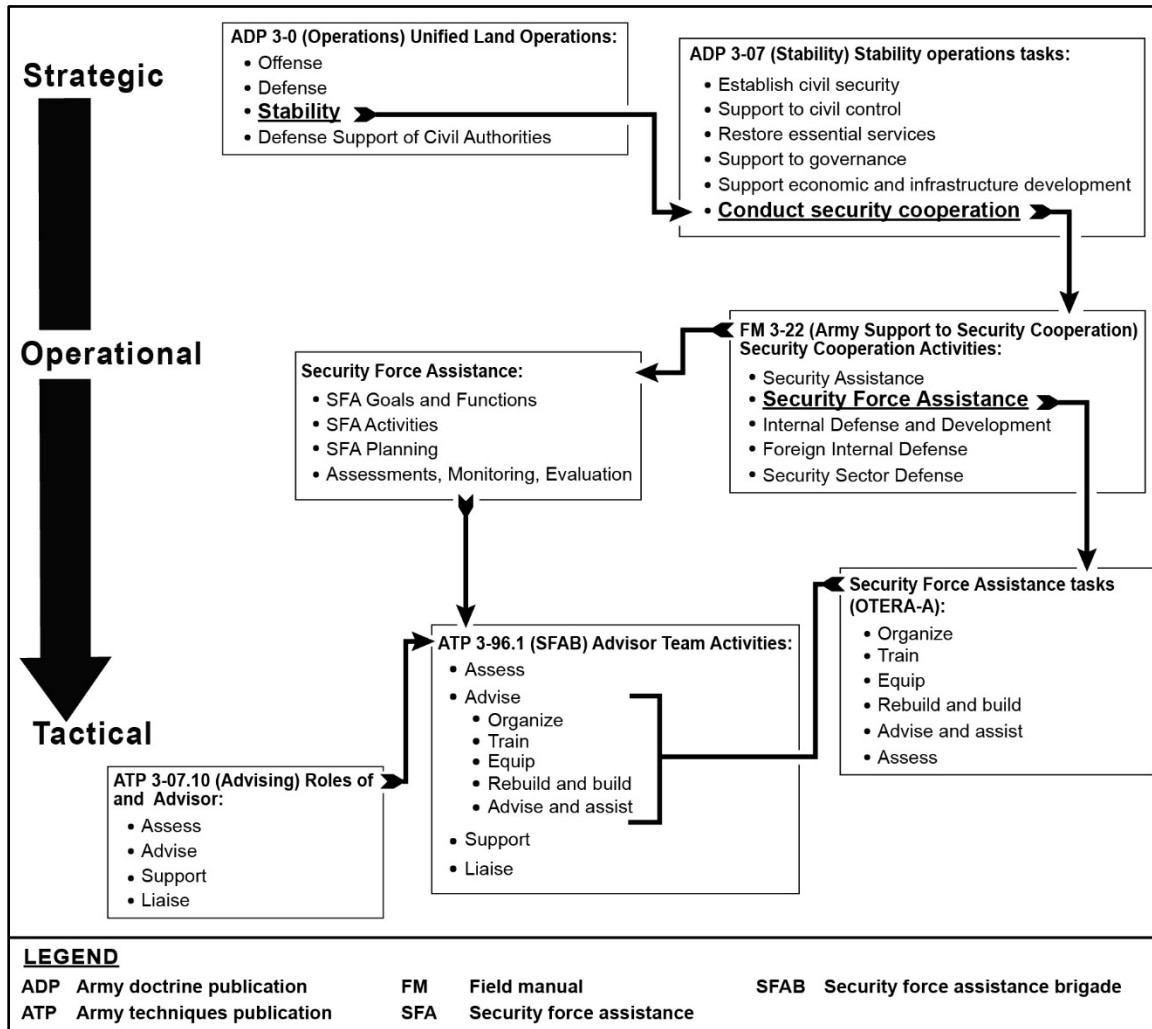 Strategic
Operational
Tactical
ADP 3-0 (Operations) Unified Land Operations:
• Offense
• Defense
• Stability
• Defense Support of Civil Authorities
ADP 3-07 (Stability) Stability operations tasks:
• Establish civil security
• Support to civil control
• Restore essential services
• Support to governance
• Support economic and infrastructure development
• Conduct security cooperation
FM 3-22 (Army Support to Security Cooperation)
Security Cooperation Activities:
• Security Assistance
• Security Force Assistance
• Internal Defense and Development
• Foreign Internal Defense
• Security Sector Defense
Security Force Assistance:
• SFA Goals and Functions
• SFA Activities
• SFA Planning
• Assessments, Monitoring, Evaluation
Security Force Assistance tasks
(OTERA-A):
• Organize
• Train
• Equip
• Rebuild and build
• Advise and assist
• Assess
ATP 3-96.1 (SFAB) Advisor Team Activities:
• Assess
• Advise
• Organize
• Train
• Equip
• Rebuild and build
• Advise and assist
• Support
• Liaise
ATP 3-07.10 (Advising) Roles of
and Advisor:
• Assess
• Advise
• Support
• Liaise
LEGEND
ADP Army doctrine publication FM Field manual SFAB Security force assistance brigade
ATP Army techniques publication SFA Security force assistance